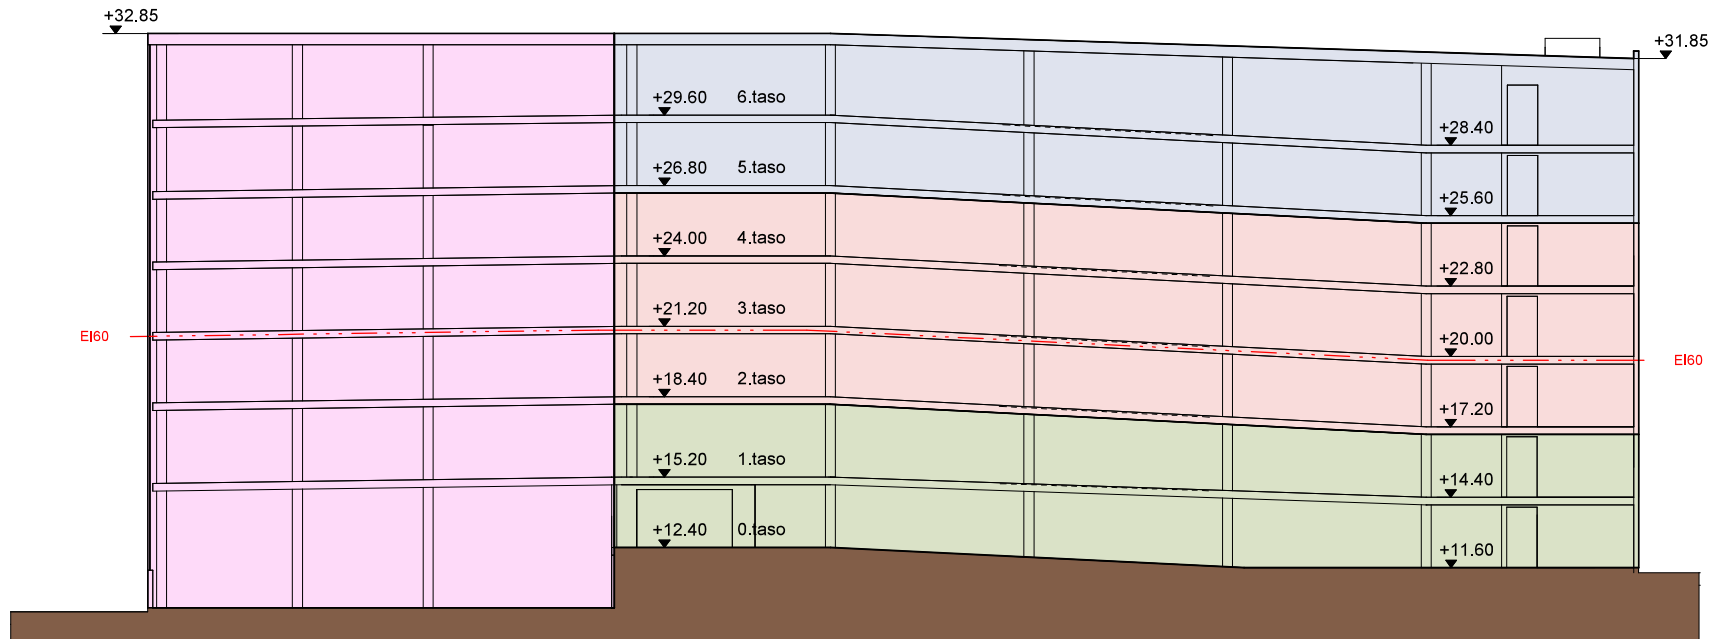 +32.85
+31.85
+29.60 6.taso
+28.40
+26.80 5.taso
+25.60
+24.00 4.taso
+22.80
+21.20 3.taso
EI60
+20.00
EI60
+18.40 2.taso
+17.20
+15.20 1.taso
+14.40
+12.40 0.taso
+11.60